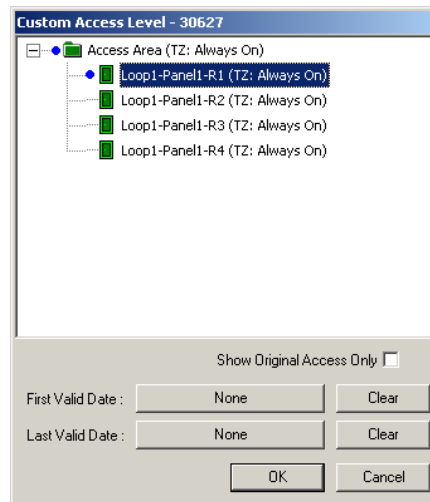 Custom Access Level - 30627
Access Area (TZ: Always On)
Loop1-Panel1-R1 (TZ: Always On)
Loop1-Panel1-R2 (TZ: Always On)
Loop1-Panel1-R3 (TZ: Always On)
Loop1-Panel1-R4 (TZ: Always On)
Show Original Access Only
First Valid Date : None Clear
Last Valid Date : None Clear
OK Cancel